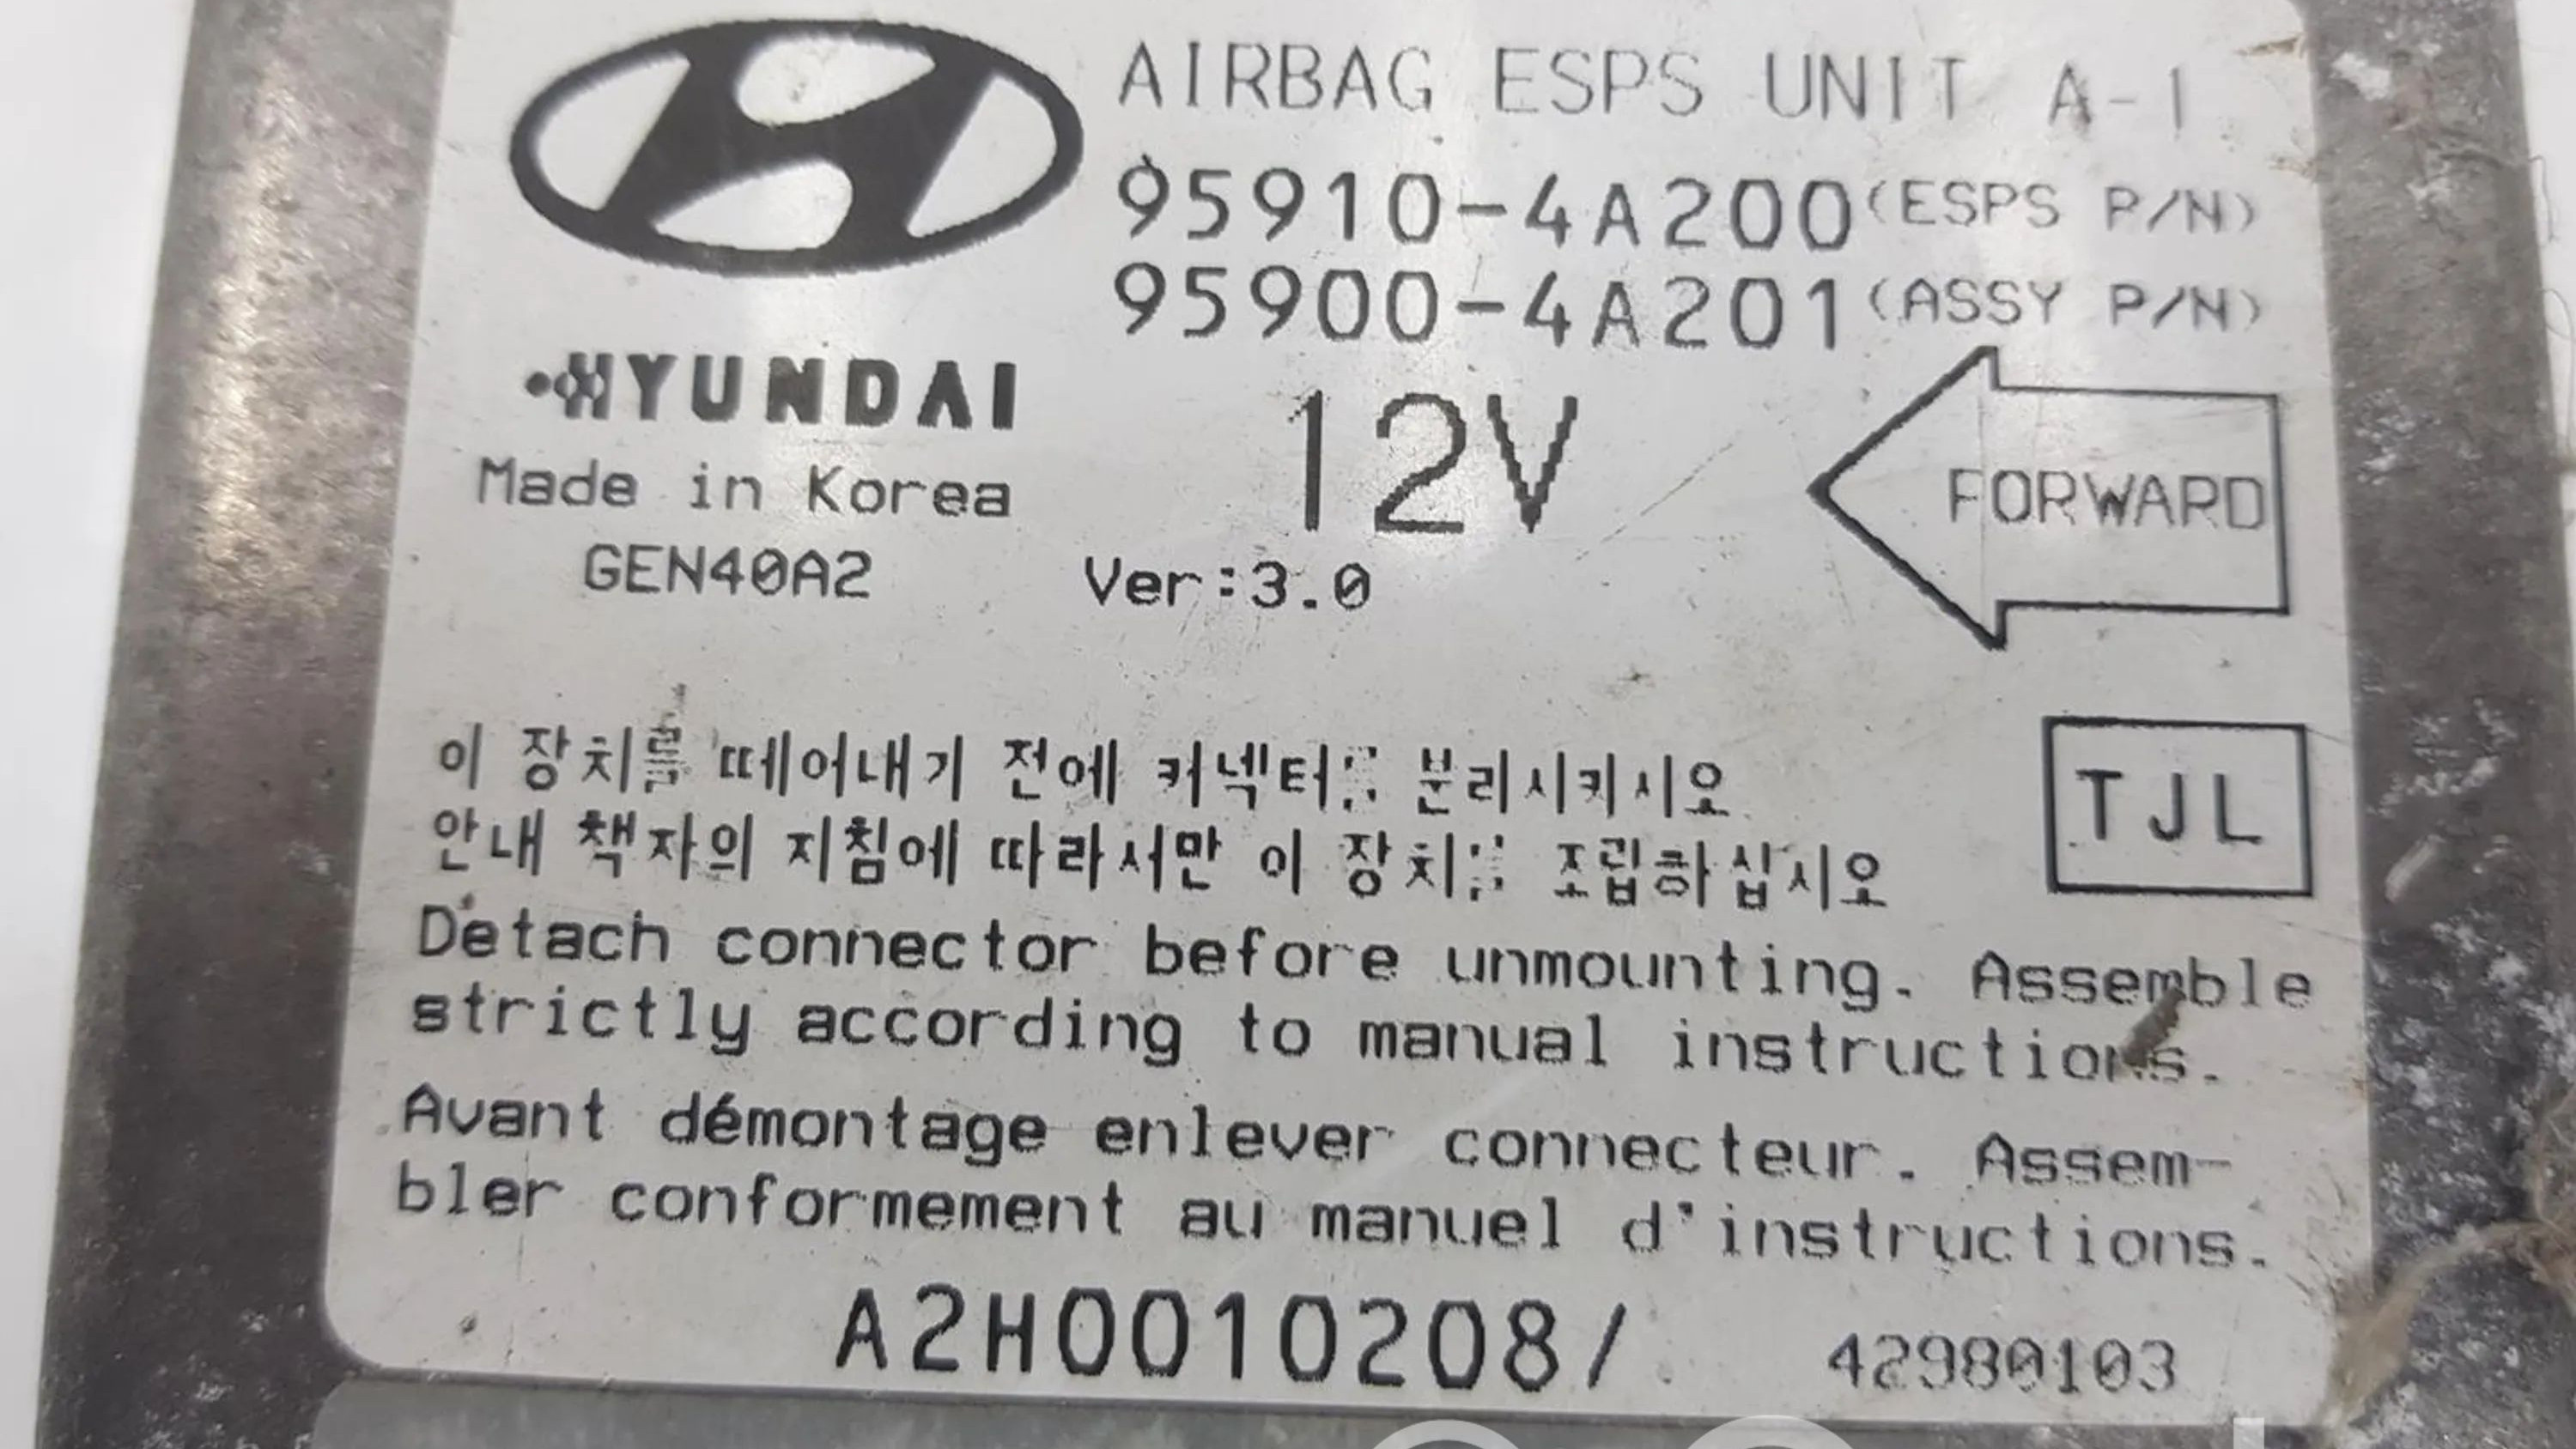 AIRBAG ESPS UNIT A-1
95910-4A200 (ESPS P/N)
95900-4A201 (ASSY P/N)
HYUNDAI
Made in Korea
12V
FORWARD
GEN40A2
Ver:3.0
이 장치를 떼어내기 전에 커넥터를 분리시키시오
안내 책자의 지침에 따라서만 이 장치를 조립하십시오
TJL
Detach connector before unmounting. Assemble
strictly according to manual instructions.
Avant démontage enlever connecteur. Assem-
bler conformement au manuel d'instructions.
A2H0010208/
42980103